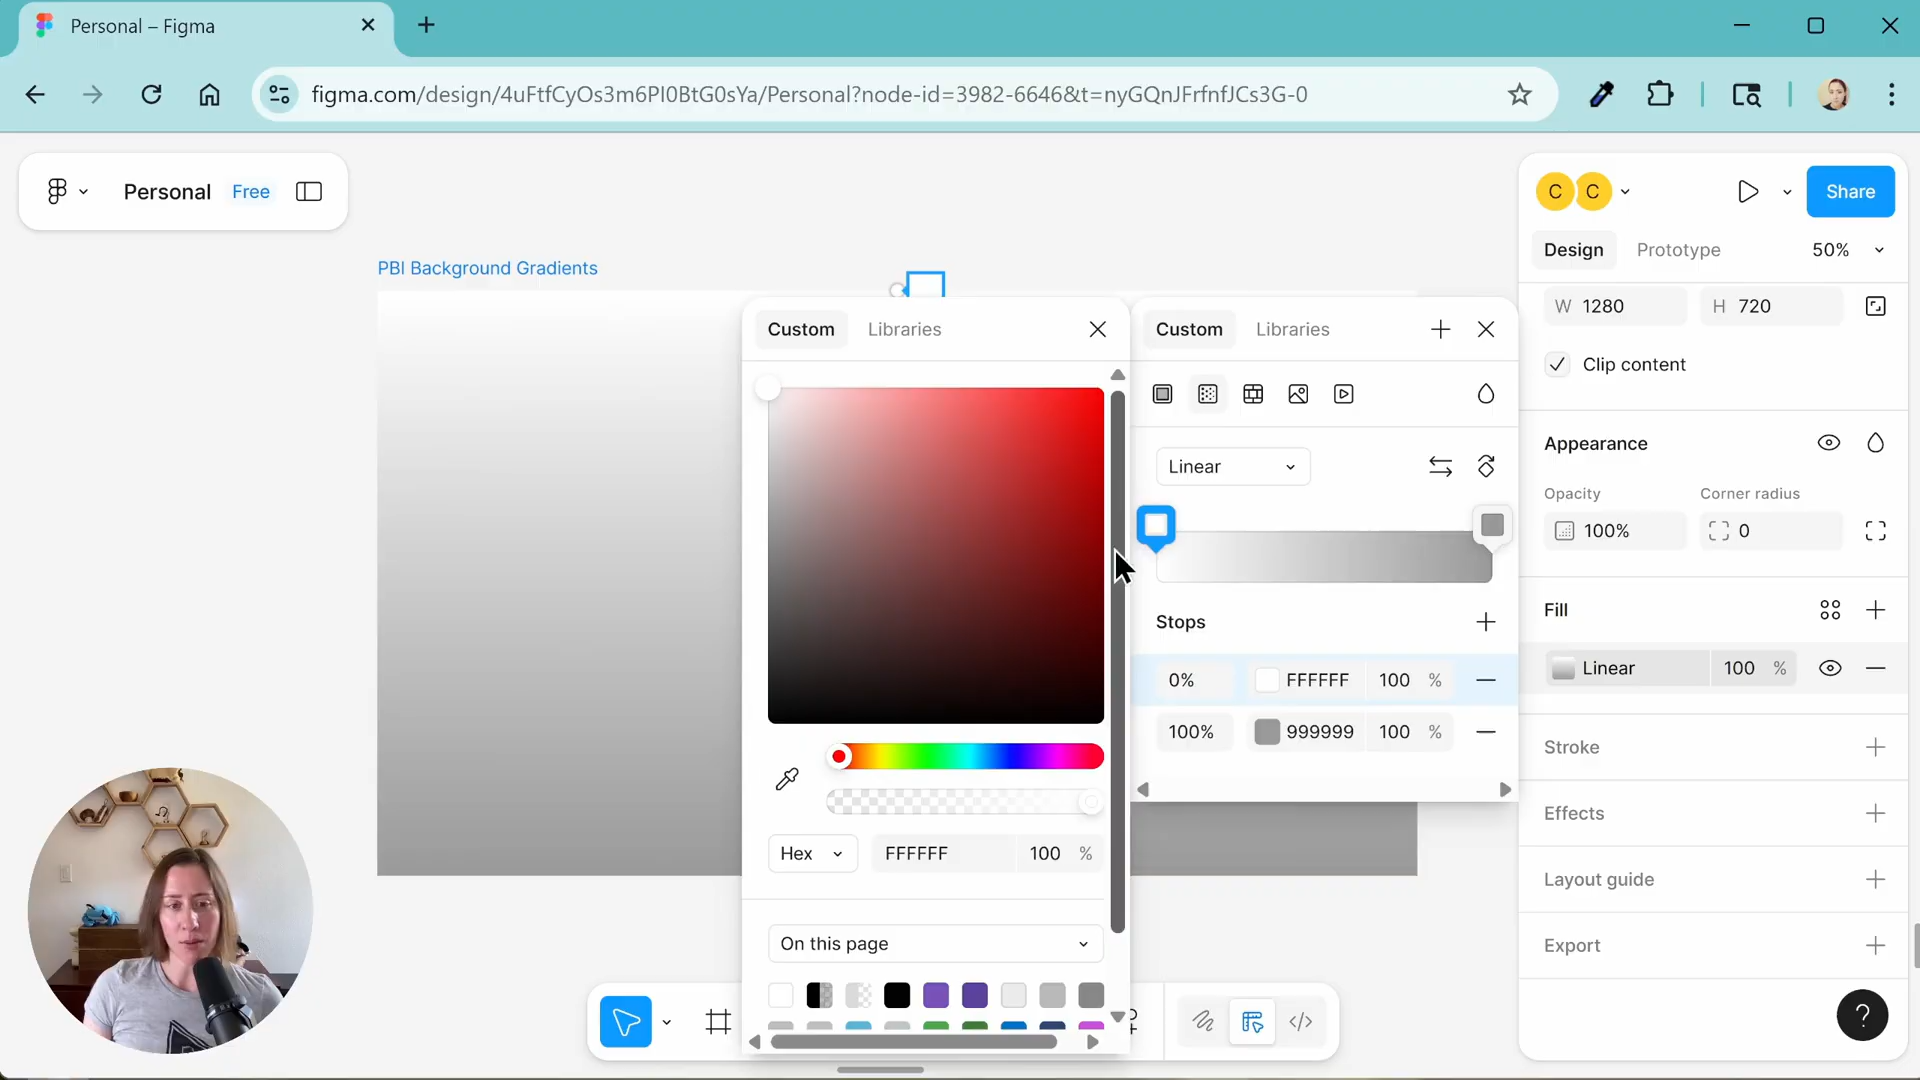 Personal – Figma
figma.com/design/4uFtfCyOs3m6PI0BtG0sYa/Personal?node-id=3982-6646&t=nyGQnJFrfnfJCs3G-0
Personal Free
C C Share
Design Prototype 50%
PBI Background Gradients
W 1280 H 720
Custom Libraries
Custom Libraries
Clip content
Appearance
Linear
Opacity Corner radius
100% 0
Stops
Fill
0% FFFFFF 100 %
Linear 100 %
100% 999999 100 %
Stroke
Effects
Hex FFFFFF 100 %
Layout guide
On this page
Export
?